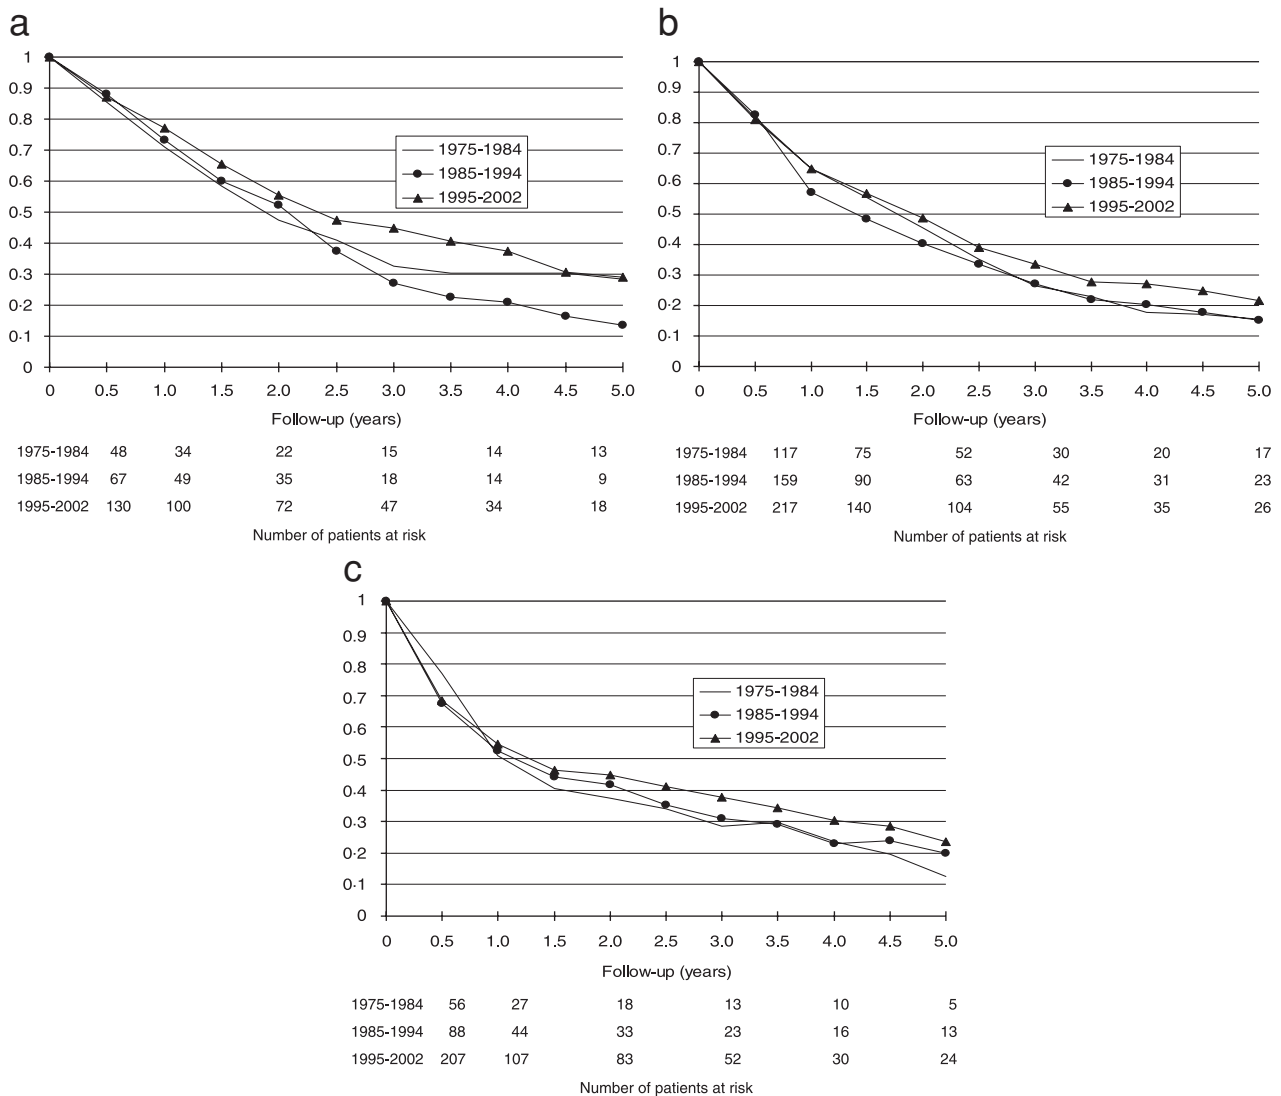 a
1
0·9
0·8
0·7
0·6
0·5
0·4
0·3
0·2
0·1
0
1975-1984
1985-1994
1995-2002
0 0.5 1.0 1.5 2.0 2.5 3.0 3.5 4.0 4.5 5.0
Follow-up (years)
1975-1984 48 34 22 15 14 13
1985-1994 67 49 35 18 14 9
1995-2002 130 100 72 47 34 18
Number of patients at risk
b
1
0·9
0·8
0·7
0·6
0·5
0·4
0·3
0·2
0·1
0
1975-1984
1985-1994
1995-2002
0 0.5 1.0 1.5 2.0 2.5 3.0 3.5 4.0 4.5 5.0
Follow-up (years)
1975-1984 117 75 52 30 20 17
1985-1994 159 90 63 42 31 23
1995-2002 217 140 104 55 35 26
Number of patients at risk
c
1
0·9
0·8
0·7
0·6
0·5
0·4
0·3
0·2
0·1
0
1975-1984
1985-1994
1995-2002
0 0.5 1.0 1.5 2.0 2.5 3.0 3.5 4.0 4.5 5.0
Follow-up (years)
1975-1984 56 27 18 13 10 5
1985-1994 88 44 33 23 16 13
1995-2002 207 107 83 52 30 24
Number of patients at risk